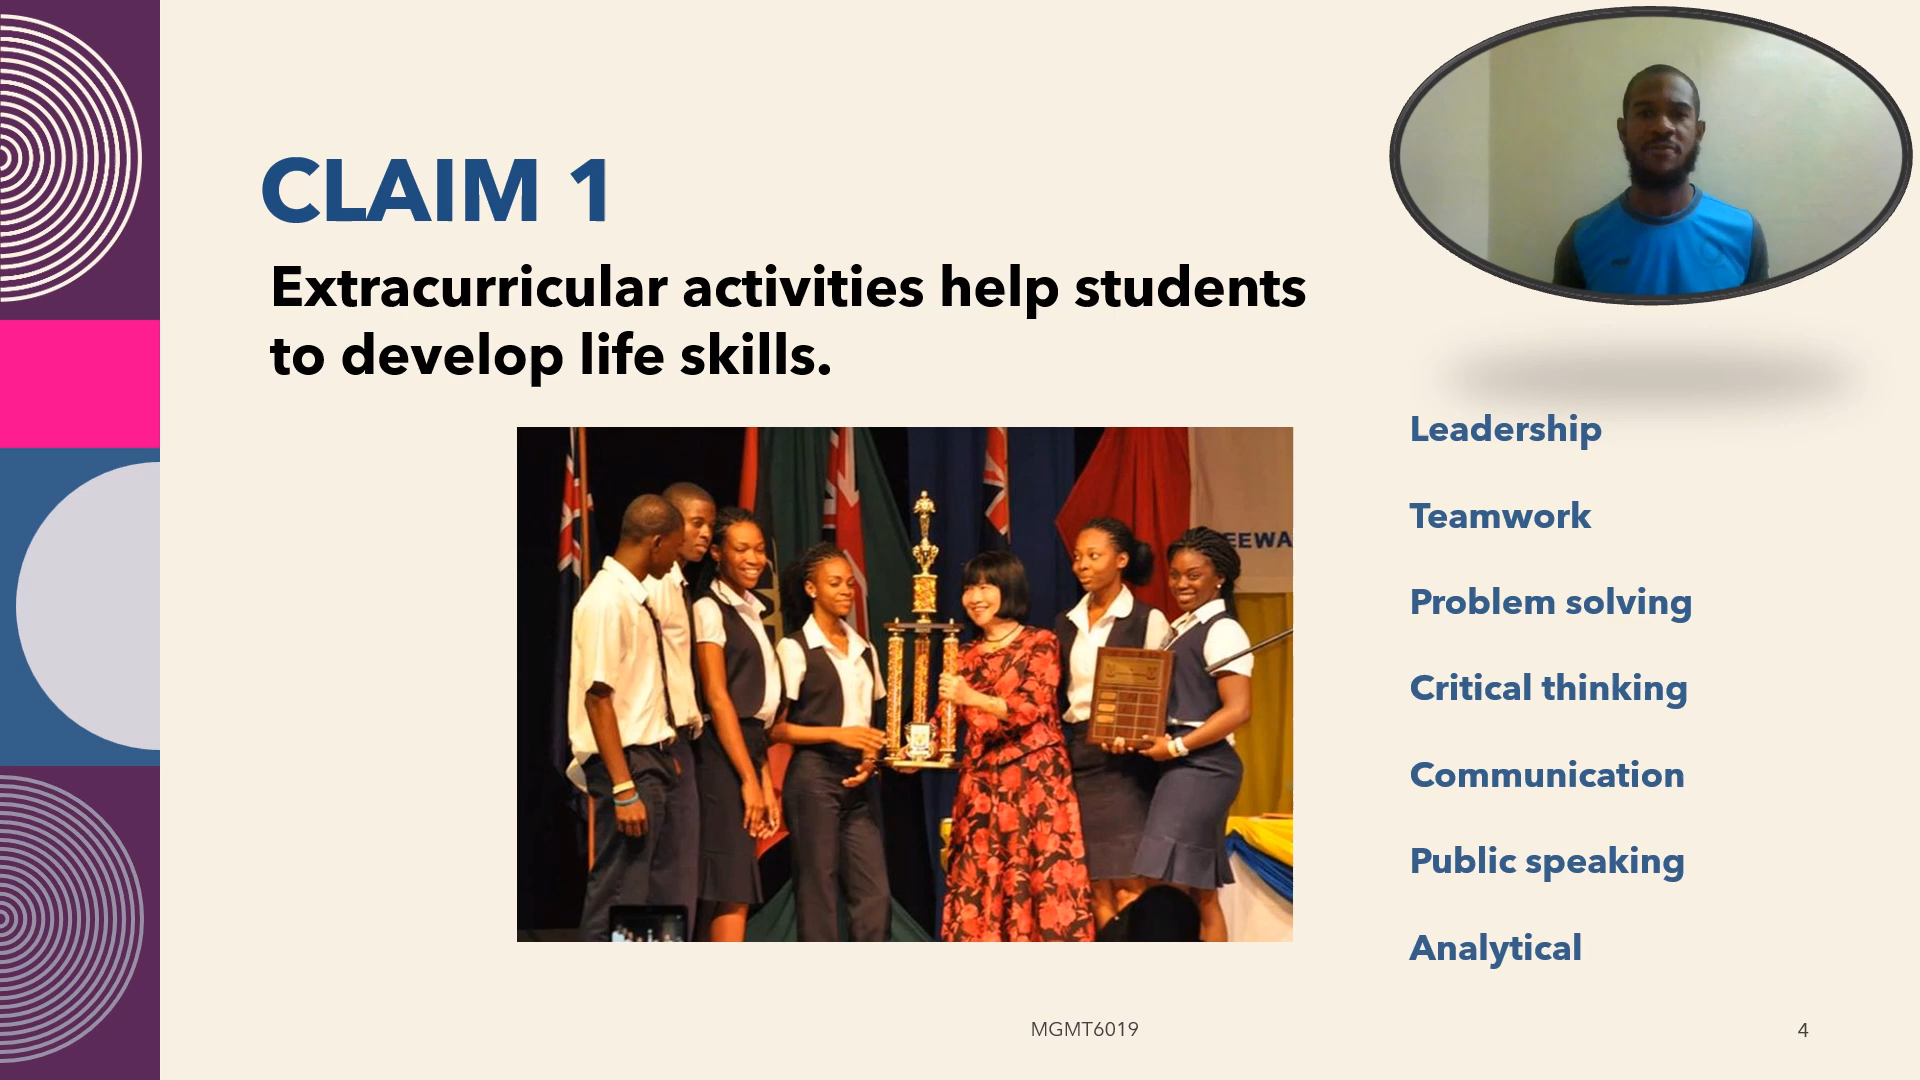 CLAIM 1
Extracurricular activities help students
to develop life skills.
EEWA
Leadership
Teamwork
Problem solving
Critical thinking
Communication
Public speaking
Analytical
MGMT6019
4